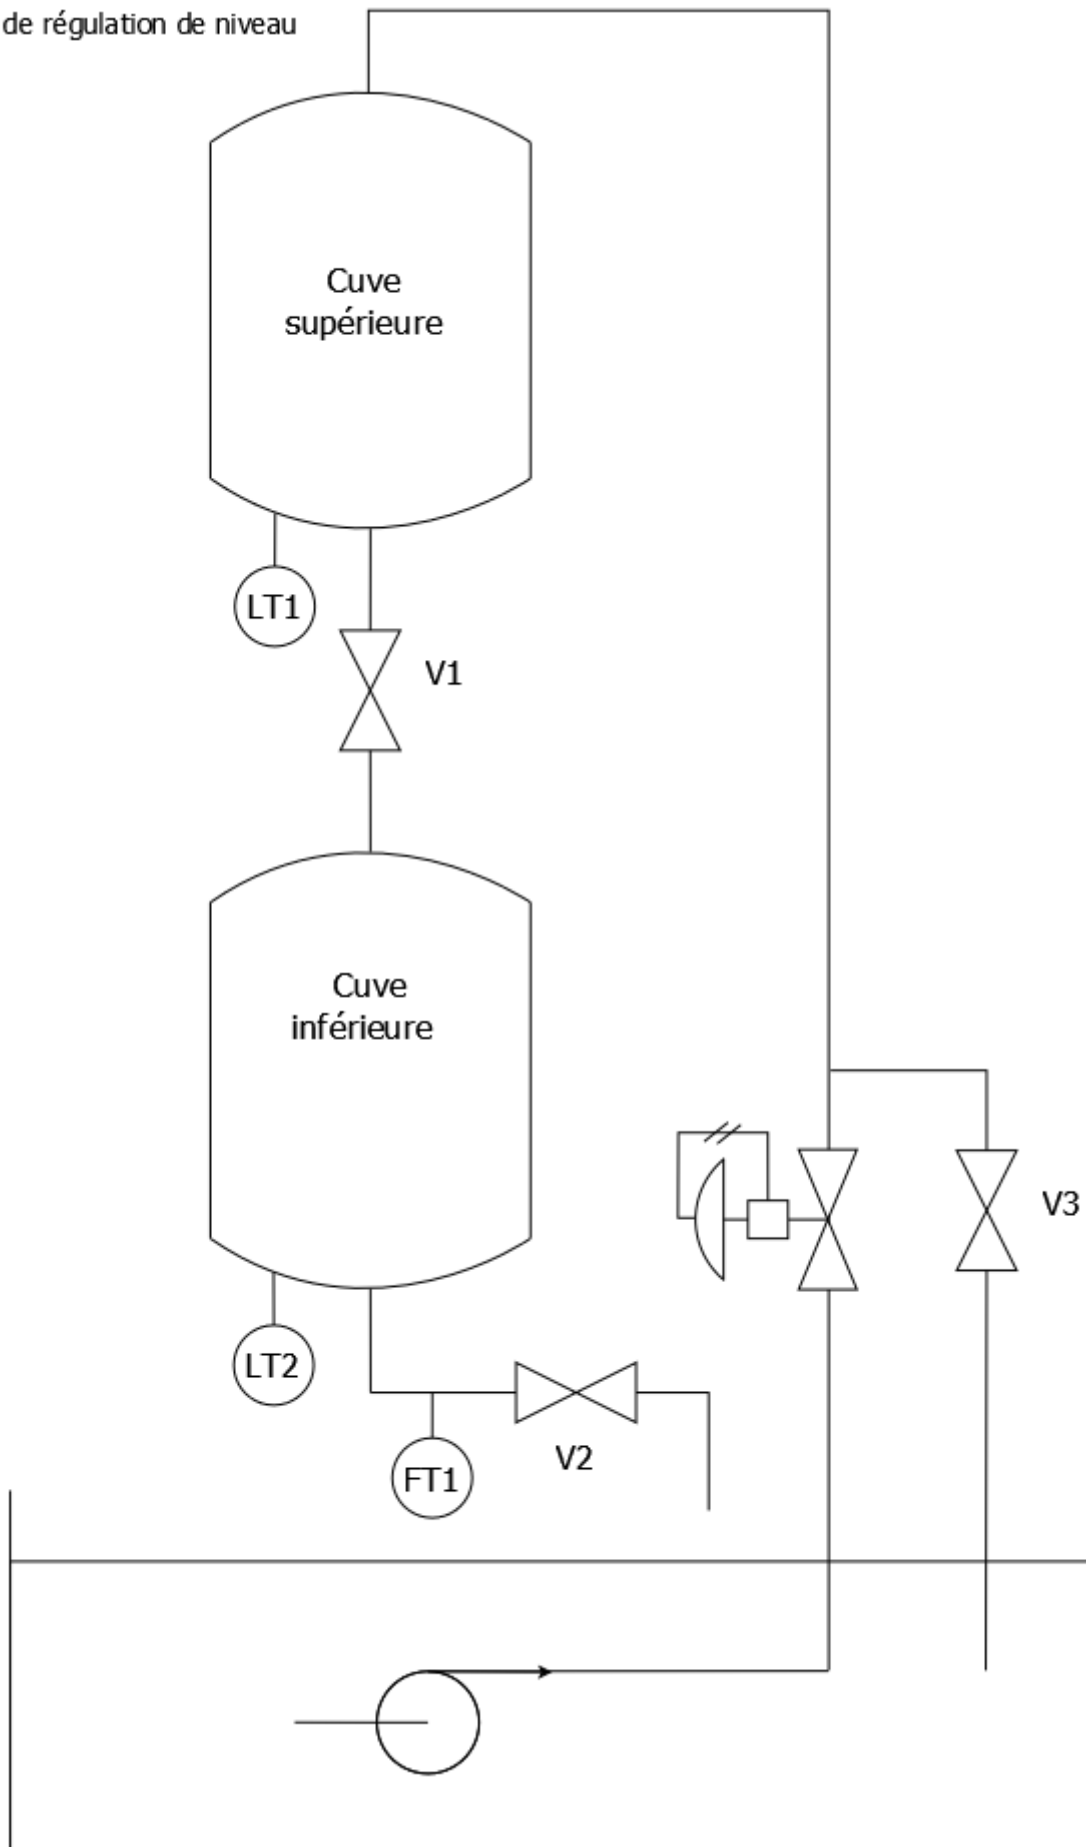 de régulation de niveau
Cuve
supérieure
LT1
V1
Cuve
inférieure
V3
LT2
V2
FT1